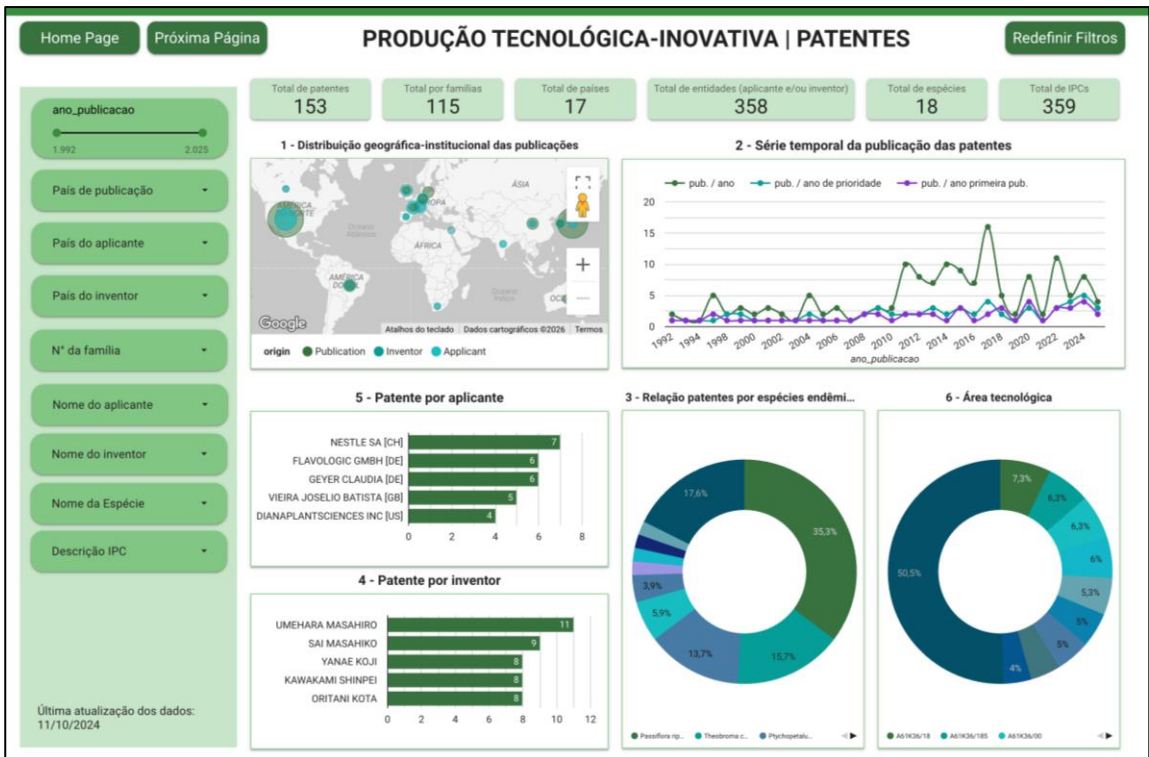 Home Page
Próxima Página
PRODUÇÃO TECNOLÓGICA-INOVATIVA | PATENTES
Redefinir Filtros
ano_publicacao
1.992
2.025
País de publicação
País do aplicante
País do inventor
N° da família
Nome do aplicante
Nome do inventor
Nome da Espécie
Descrição IPC
Última atualização dos dados:
11/10/2024
Total de patentes
153
Total por famílias
115
Total de países
17
Total de entidades (aplicante e/ou inventor)
358
Total de espécies
18
Total de IPCs
359
1 - Distribuição geográfica-institucional das publicações
AMÉRICA
DO NORTE
ÁSIA
ÁFRICA
Oceano
Atlântico
AMÉRICA
DO SUL
Oceano
Índico
Google
Atalhos do teclado
Dados cartográficos ©2026
Termos
origin
Publication
Inventor
Applicant
2 - Série temporal da publicação das patentes
pub. / ano
pub. / ano de prioridade
pub. / ano primeira pub.
20
15
10
5
0
1992 1994 1996 1998 2000 2002 2004 2006 2008 2010 2012 2014 2016 2018 2020 2022 2024
ano_publicacao
5 - Patente por aplicante
NESTLE SA [CH] 7
FLAVOLOGIC GMBH [DE] 6
GEYER CLAUDIA [DE] 6
VIEIRA JOSELIO BATISTA [GB] 5
DIANAPLANTSCIENCES INC [US] 4
0 2 4 6 8
4 - Patente por inventor
UMEHARA MASAHIRO 11
SAI MASAHIKO 9
YANAE KOJI 8
KAWAKAMI SHINPEI 8
ORITANI KOTA 8
0 2 4 6 8 10 12
3 - Relação patentes por espécies endêmi...
17,6%
35,3%
3,9%
5,9%
13,7%
15,7%
Passiflora rip...
Theobroma c...
Ptychopetalu...
6 - Área tecnológica
7,3%
6,3%
6,3%
6%
5,3%
5%
5%
4%
50,5%
A61K36/18
A61K36/185
A61K36/00